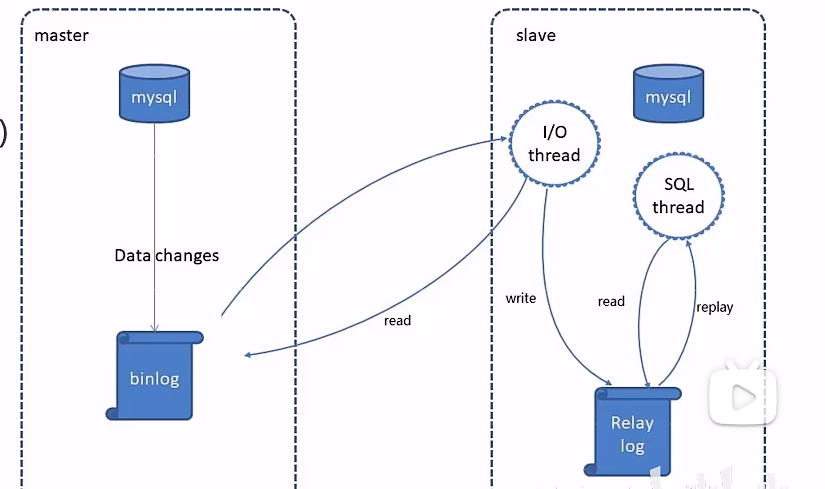 master
slave
mysql
mysql
)
I/O
thread
SQL
thread
Data changes
write
read
replay
read
binlog
Relay
log